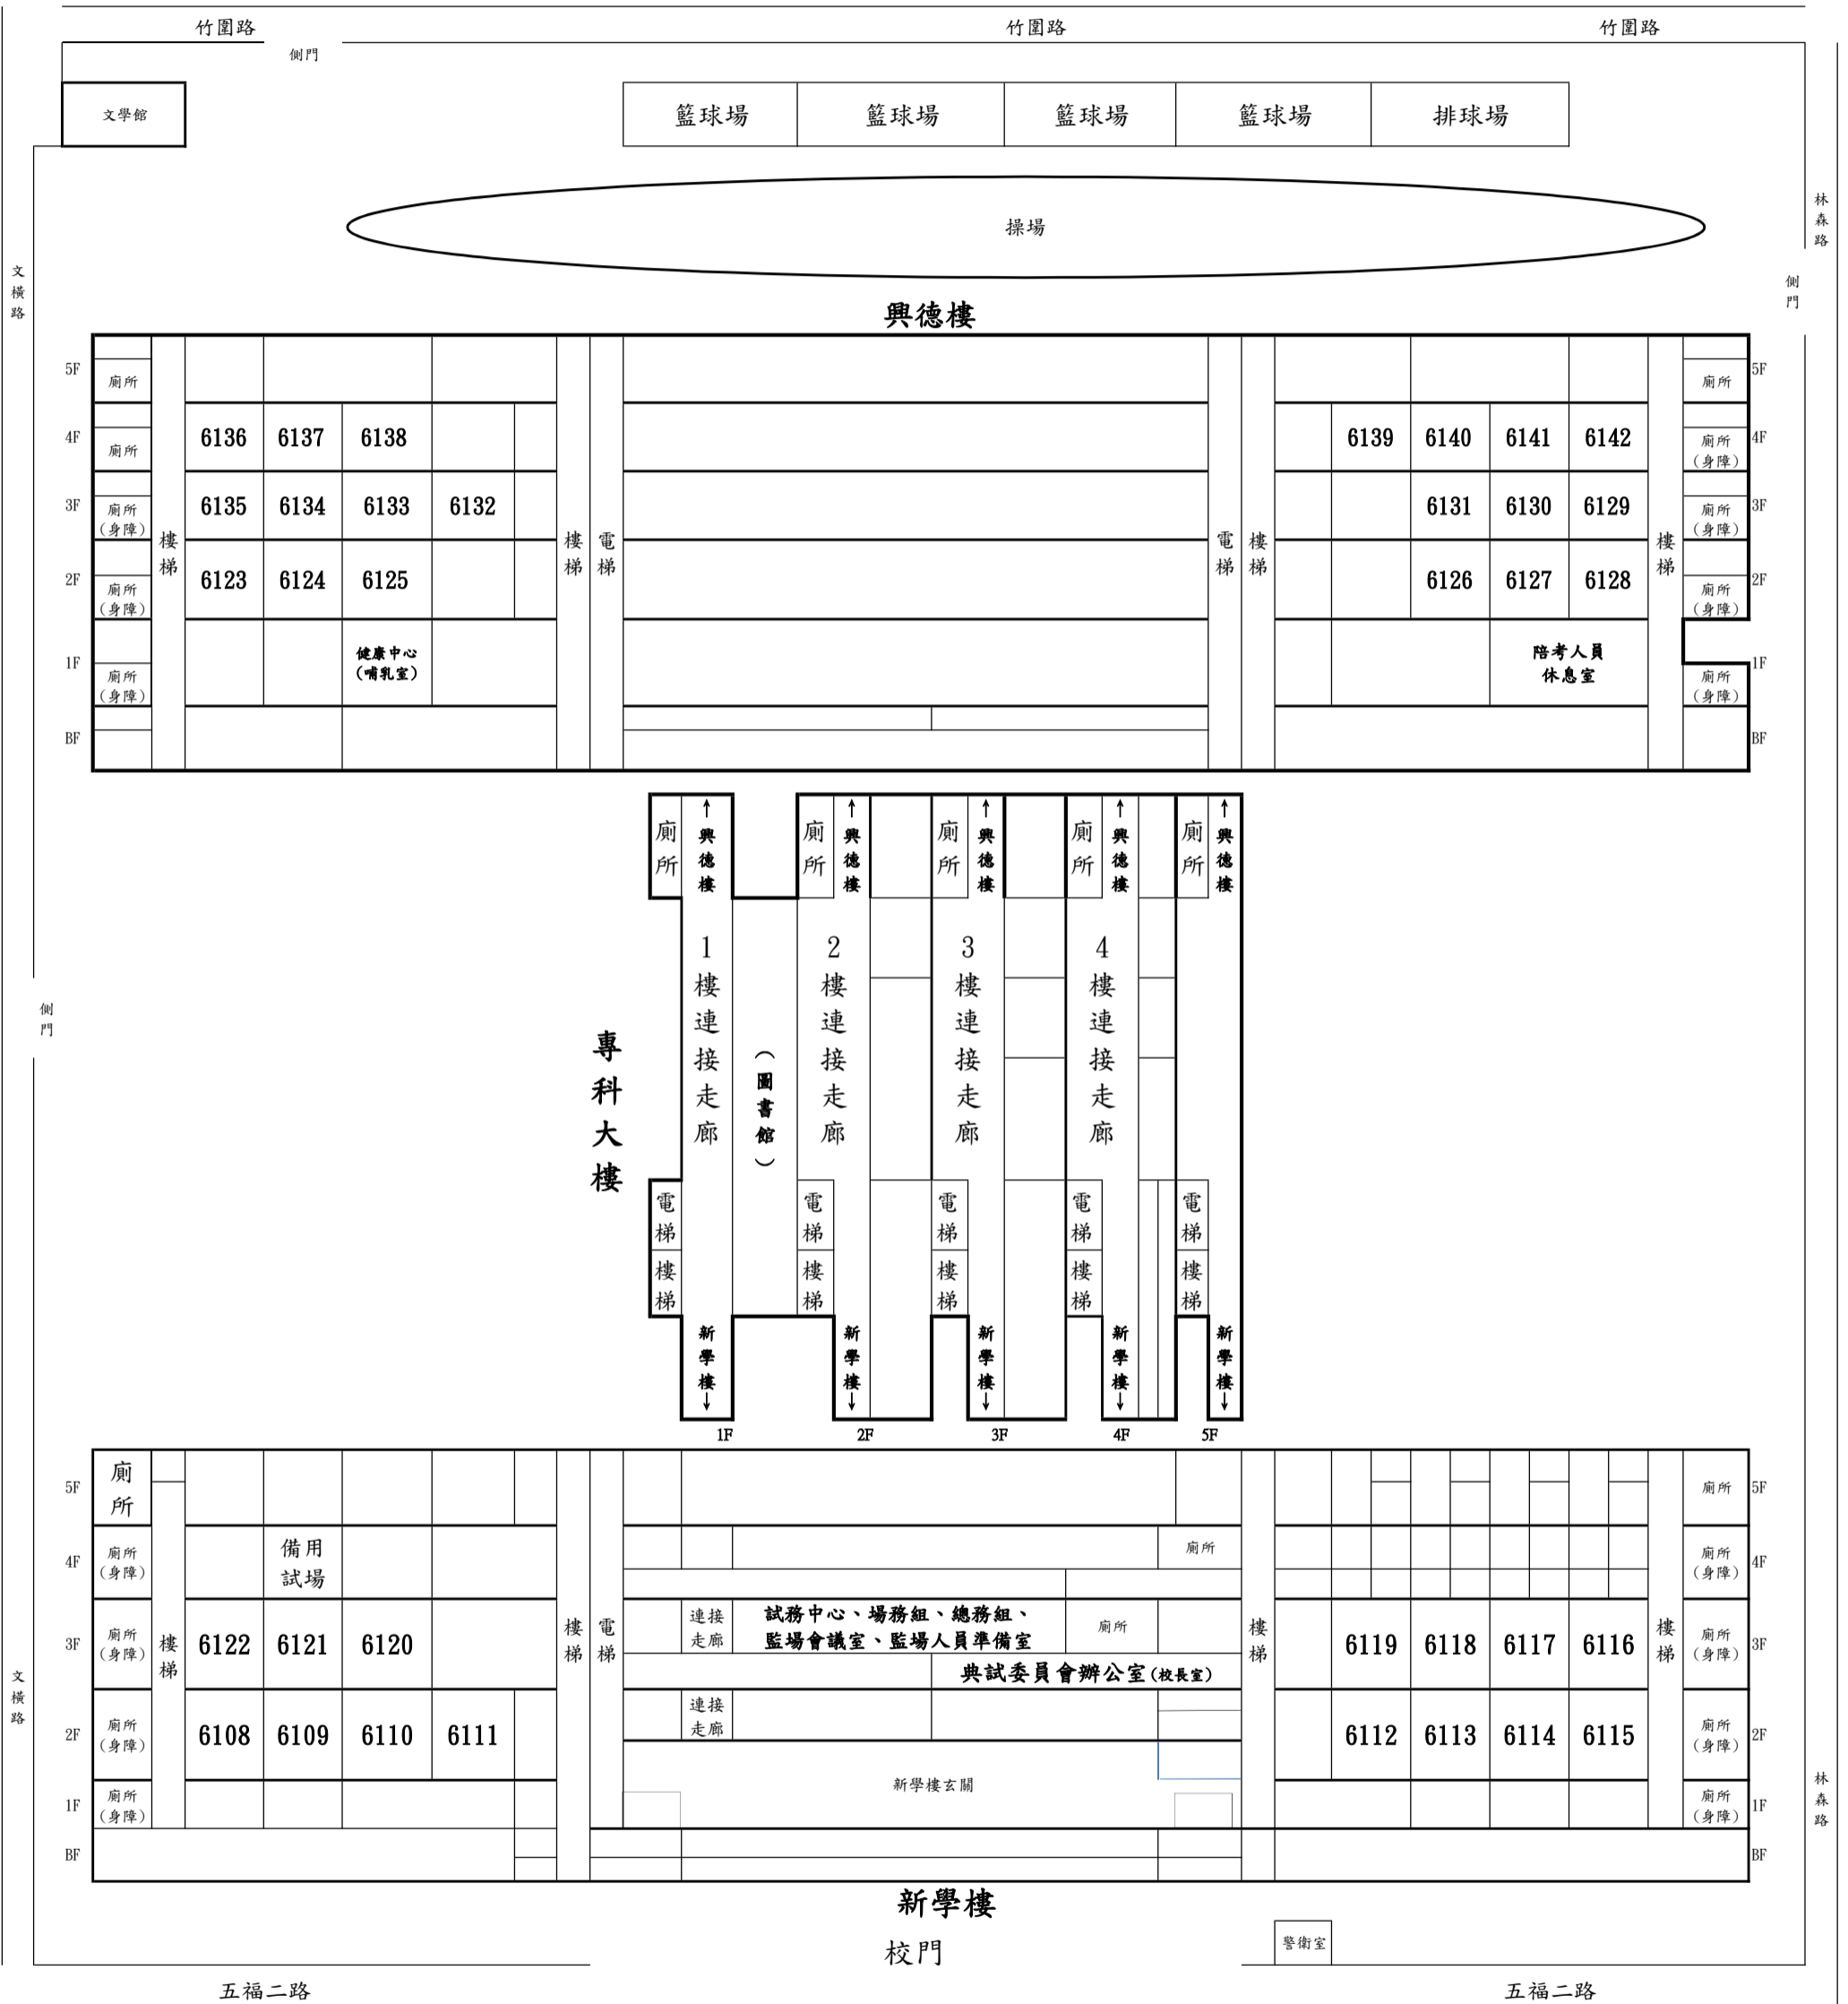 竹圍路 竹圍路 竹圍路
側門
文學館 籃球場 籃球場 籃球場 籃球場 排球場
操場
林森路
文橫路
側門
興德樓
5F 廁所 廁所 5F
4F 廁所 6136 6137 6138 6139 6140 6141 6142 廁所(身障) 4F
3F 廁所(身障) 6135 6134 6133 6132 6131 6130 6129 廁所(身障) 3F
樓梯 樓梯 電梯 電梯 樓梯 樓梯
2F 廁所(身障) 6123 6124 6125 6126 6127 6128 廁所(身障) 2F
1F 廁所(身障) 健康中心(哺乳室) 陪考人員休息室 廁所(身障) 1F
BF BF
廁所 ↑興德樓 廁所 ↑興德樓 廁所 ↑興德樓 廁所 ↑興德樓 廁所 ↑興德樓
1樓連接走廊 2樓連接走廊 3樓連接走廊 4樓連接走廊
側門
專科大樓
(圖書館)
電梯 電梯 電梯 電梯 電梯
樓梯 樓梯 樓梯 樓梯 樓梯
新學樓↓ 新學樓↓ 新學樓↓ 新學樓↓ 新學樓↓
1F 2F 3F 4F 5F
5F 廁所 廁所 5F
4F 廁所(身障) 備用試場 廁所 廁所(身障) 4F
3F 廁所(身障) 樓梯 6122 6121 6120 樓梯 電梯 連接走廊 試務中心、場務組、總務組、
監場會議室、監場人員準備室 廁所 樓梯 6119 6118 6117 6116 樓梯 廁所(身障) 3F
典試委員會辦公室(校長室)
文橫路
2F 廁所(身障) 6108 6109 6110 6111 連接走廊 6112 6113 6114 6115 廁所(身障) 2F
新學樓玄關
1F 廁所(身障) 廁所(身障) 1F
林森路
BF BF
新學樓
校門
警衛室
五福二路 五福二路